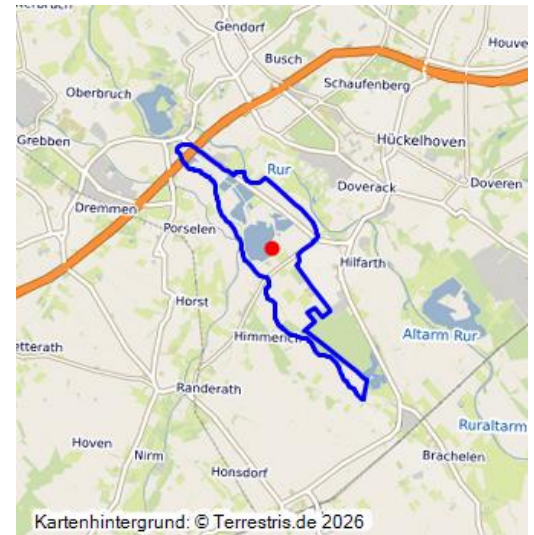 Gendorf
Houve
Busch
Schaufenberg
Oberbruch
Grebben
Hückelhoven
Rur
Doverack
Doveren
Dremmen
Porselen
Hilfarth
Horst
Altarm Rur
Himmerich
etterath
Randerath
Ruraltarm
Hoven
Nirm
Brachelen
Honsdorf
Kartenhintergrund: © Terrestris.de 2026